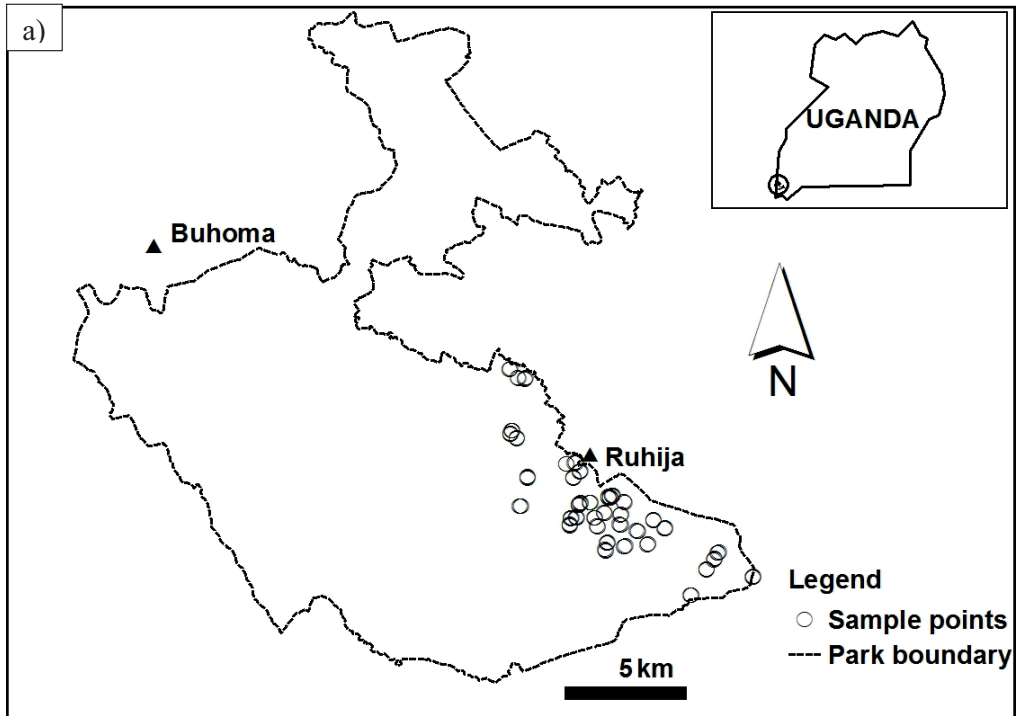 a)
UGANDA
Buhoma
N
Ruhija
Legend
Sample points
Park boundary
5 km